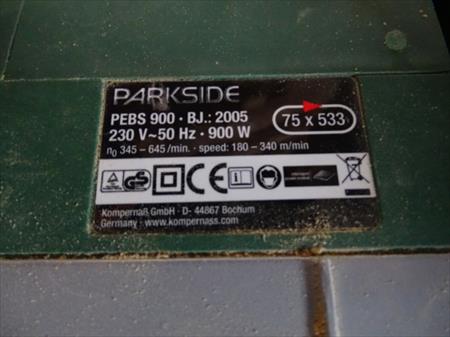 PARKSIDE
PEBS 900 · BJ.: 2005
230 V~50 Hz · 900 W
75 x 533
n0 345 – 645 /min. · speed: 180 – 340 m/min
CE
Kompernaß GmbH · D- 44867 Bochum
Germany · www.kompernass.com